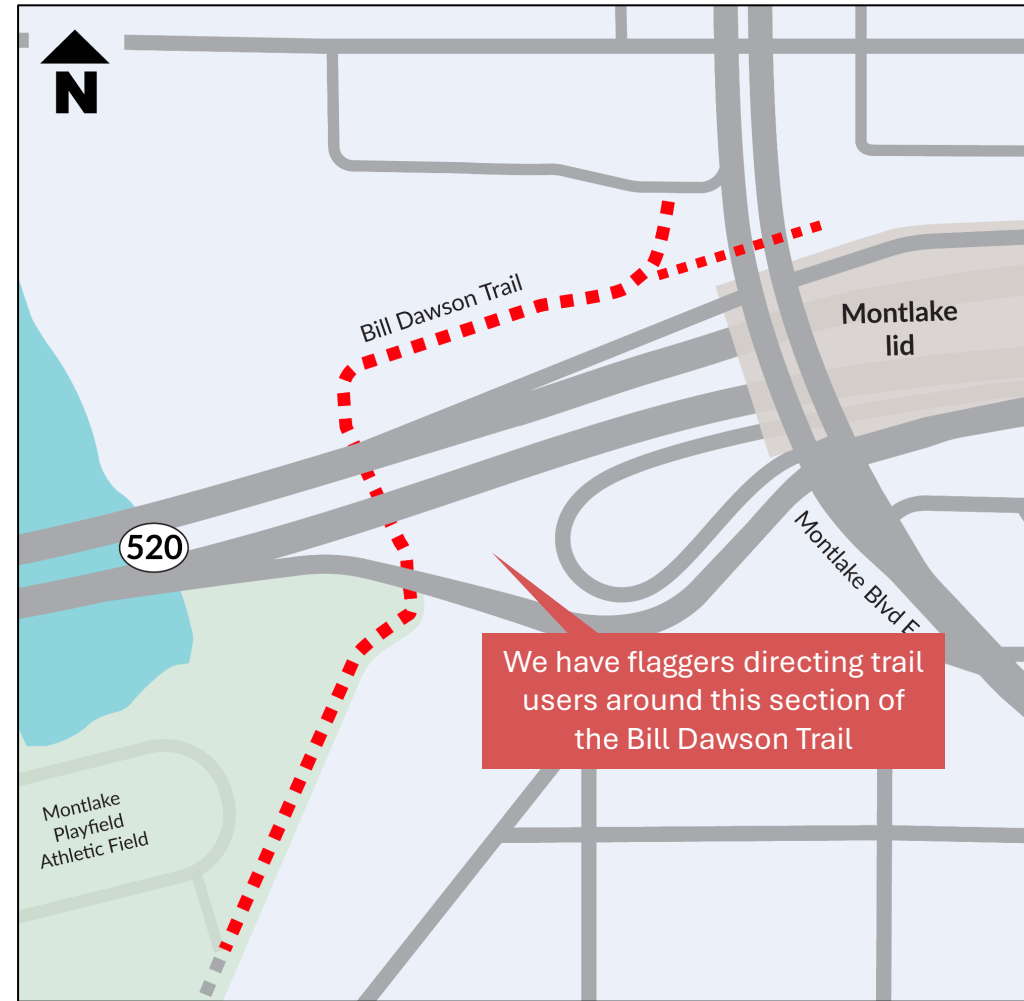 N
Bill Dawson Trail
Montlake
lid
520
Montlake Blvd E
We have flaggers directing trail
users around this section of
the Bill Dawson Trail
Montlake
Playfield
Athletic Field